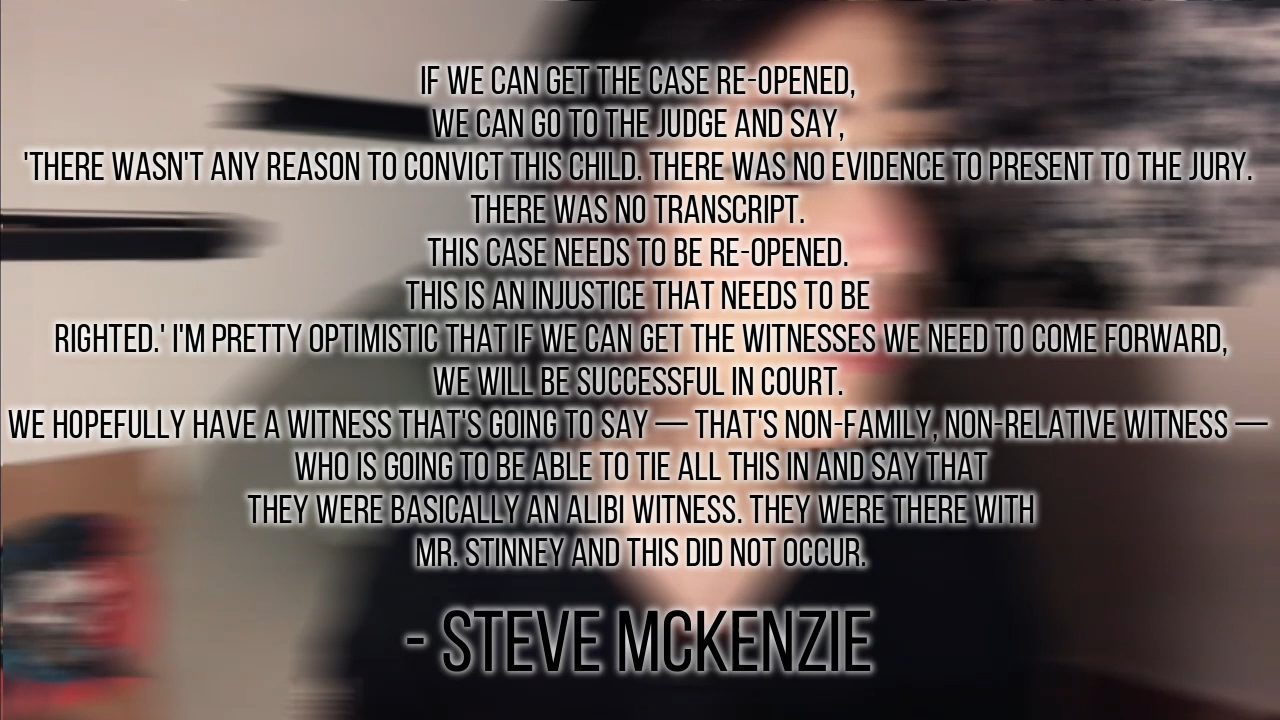 IF WE CAN GET THE CASE RE-OPENED,
WE CAN GO TO THE JUDGE AND SAY,
'THERE WASN'T ANY REASON TO CONVICT THIS CHILD. THERE WAS NO EVIDENCE TO PRESENT TO THE JURY.
THERE WAS NO TRANSCRIPT.
THIS CASE NEEDS TO BE RE-OPENED.
THIS IS AN INJUSTICE THAT NEEDS TO BE
RIGHTED.' I'M PRETTY OPTIMISTIC THAT IF WE CAN GET THE WITNESSES WE NEED TO COME FORWARD,
WE WILL BE SUCCESSFUL IN COURT.
WE HOPEFULLY HAVE A WITNESS THAT'S GOING TO SAY — THAT'S NON-FAMILY, NON-RELATIVE WITNESS —
WHO IS GOING TO BE ABLE TO TIE ALL THIS IN AND SAY THAT
THEY WERE BASICALLY AN ALIBI WITNESS. THEY WERE THERE WITH
MR. STINNEY AND THIS DID NOT OCCUR.
- STEVE MCKENZIE